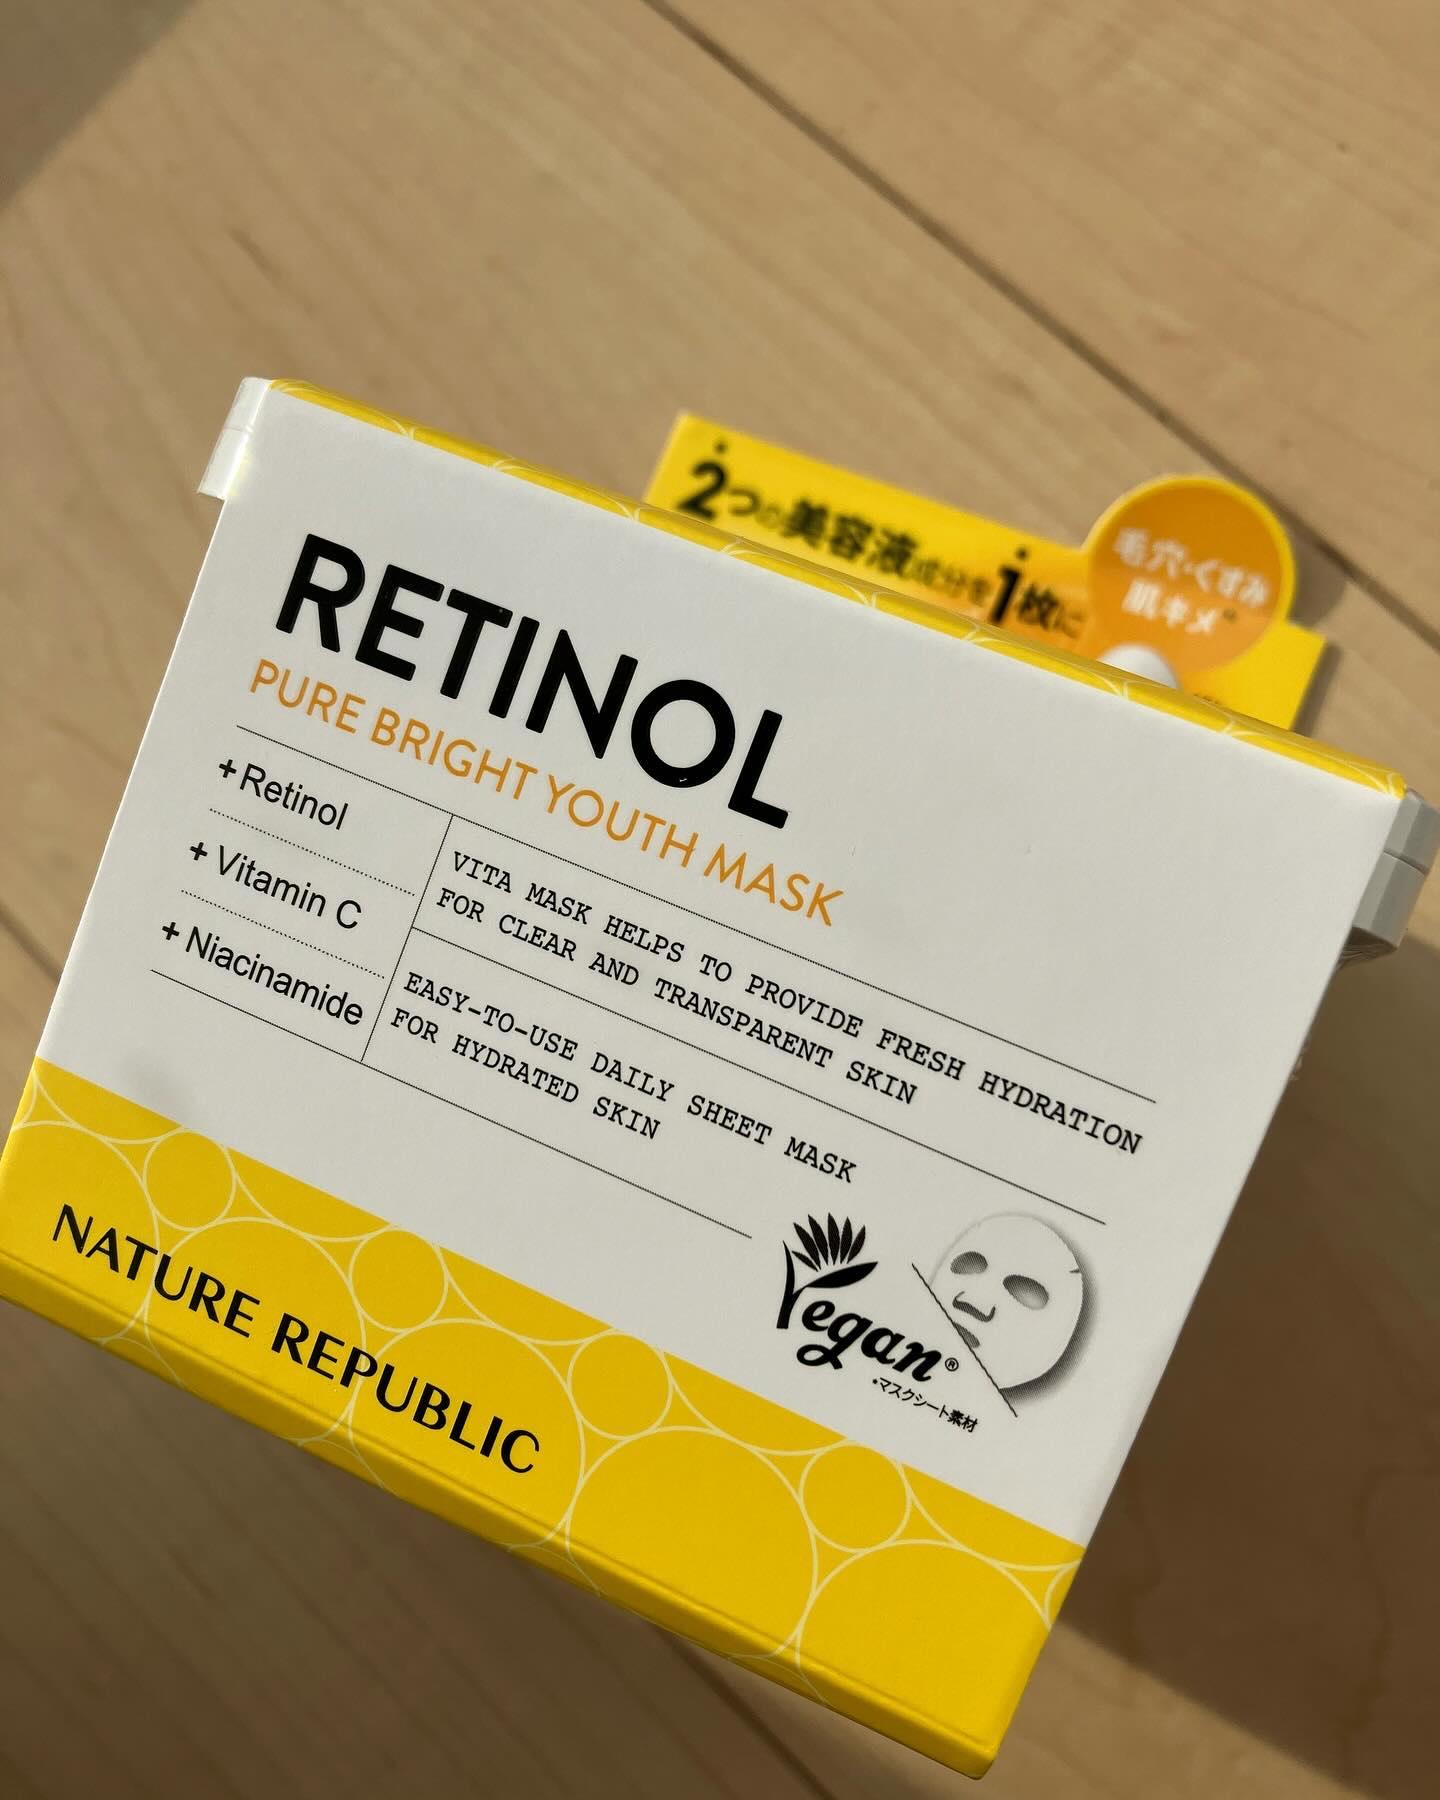 2つの美容液成分を1枚に
毛穴・くすみ
肌キメ
RETINOL
PURE BRIGHT YOUTH MASK
+ Retinol
+ Vitamin C
+ Niacinamide
VITA MASK HELPS TO PROVIDE FRESH HYDRATION
FOR CLEAR AND TRANSPARENT SKIN
EASY-TO-USE DAILY SHEET MASK
FOR HYDRATED SKIN
Vegan®
•マスクシート素材
NATURE REPUBLIC